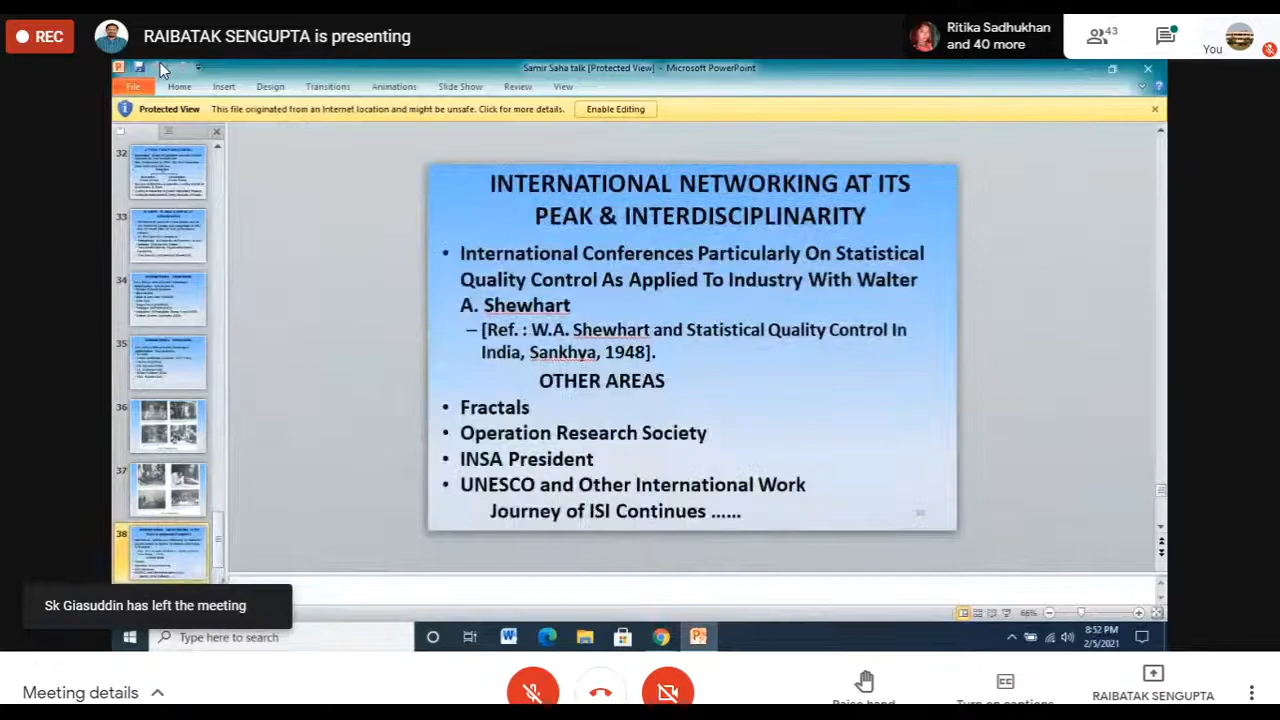 REC
RAIBATAK SENGUPTA is presenting
Ritika Sadhukhan
and 40 more
43
You
Samir Saha talk [Protected View] - Microsoft PowerPoint
File Home Insert Design Transitions Animations Slide Show Review View
Protected View This file originated from an Internet location and might be unsafe. Click for more details. Enable Editing
32
33
34
35
36
37
38
INTERNATIONAL NETWORKING AT ITS
PEAK & INTERDISCIPLINARITY
• International Conferences Particularly On Statistical
Quality Control As Applied To Industry With Walter
A. Shewhart
– [Ref. : W.A. Shewhart and Statistical Quality Control In
India, Sankhya, 1948].
OTHER AREAS
• Fractals
• Operation Research Society
• INSA President
• UNESCO and Other International Work
Journey of ISI Continues ......
Sk Giasuddin has left the meeting
66%
Type here to search
8:52 PM
2/5/2021
Meeting details
Raise hand
Turn on captions
RAIBATAK SENGUPTA